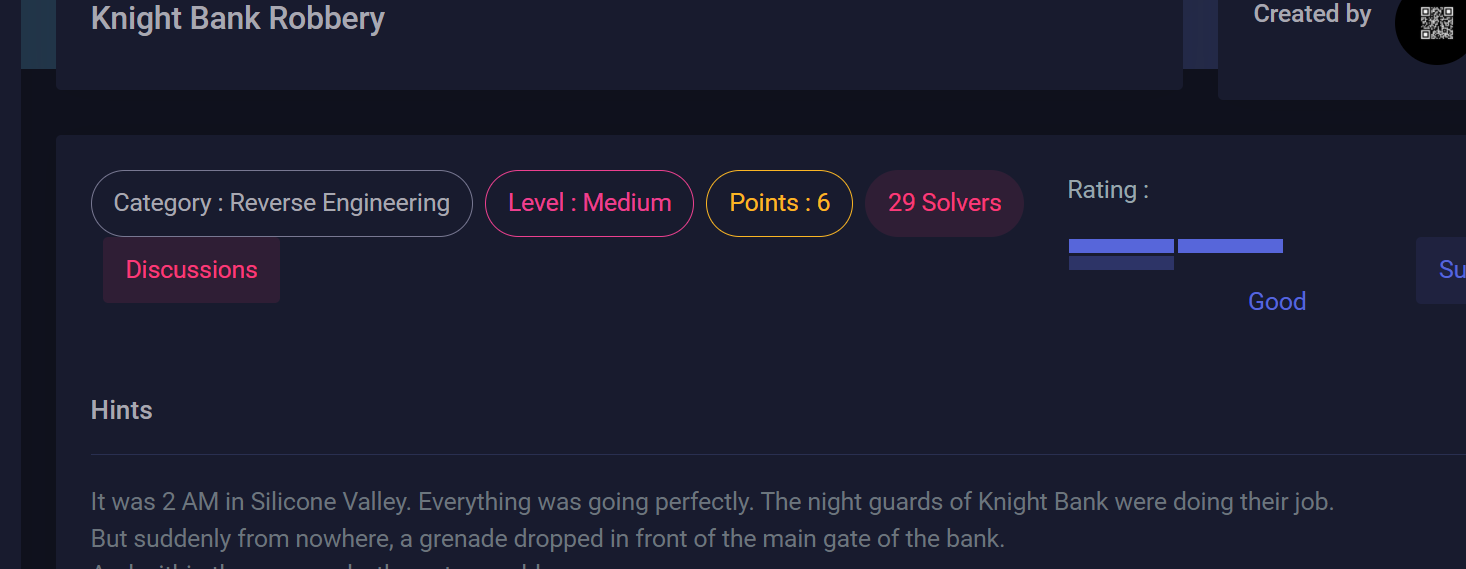 Knight Bank Robbery
Created by
Category : Reverse Engineering
Level : Medium
Points : 6
29 Solvers
Rating :
Discussions
Su
Good
Hints
It was 2 AM in Silicone Valley. Everything was going perfectly. The night guards of Knight Bank were doing their job.
But suddenly from nowhere, a grenade dropped in front of the main gate of the bank.